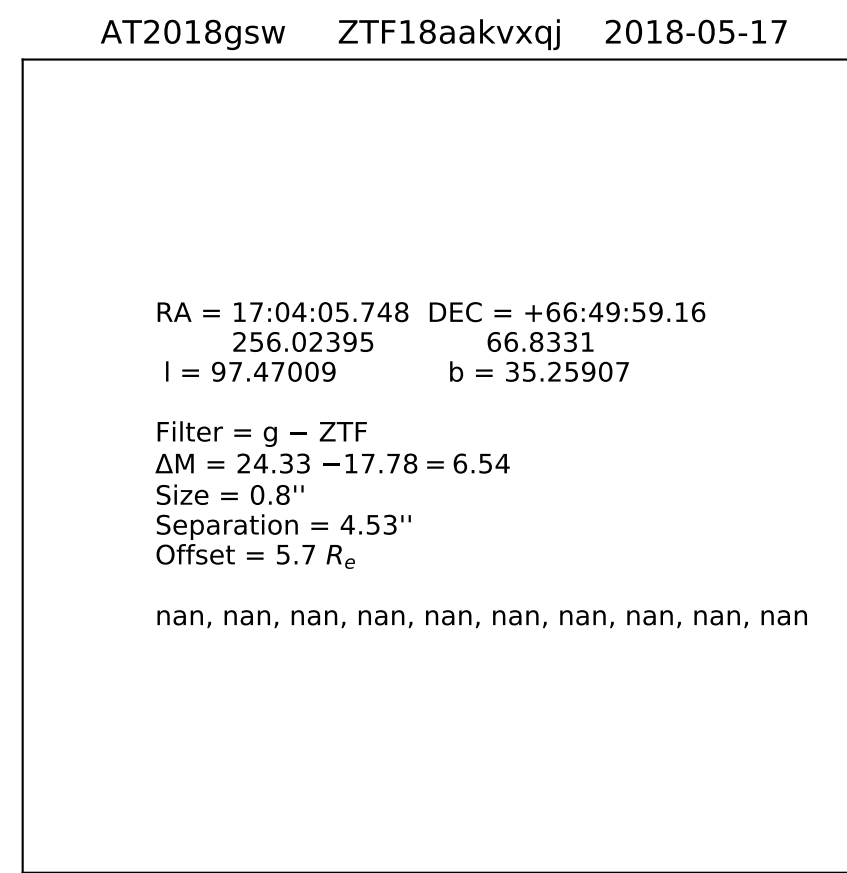 AT2018gsw ZTF18aakvxqj 2018-05-17
RA = 17:04:05.748 DEC = +66:49:59.16
256.02395 66.8331
l = 97.47009 b = 35.25907
Filter = g − ZTF
ΔM = 24.33 −17.78 = 6.54
Size = 0.8''
Separation = 4.53''
Offset = 5.7 Re
nan, nan, nan, nan, nan, nan, nan, nan, nan, nan